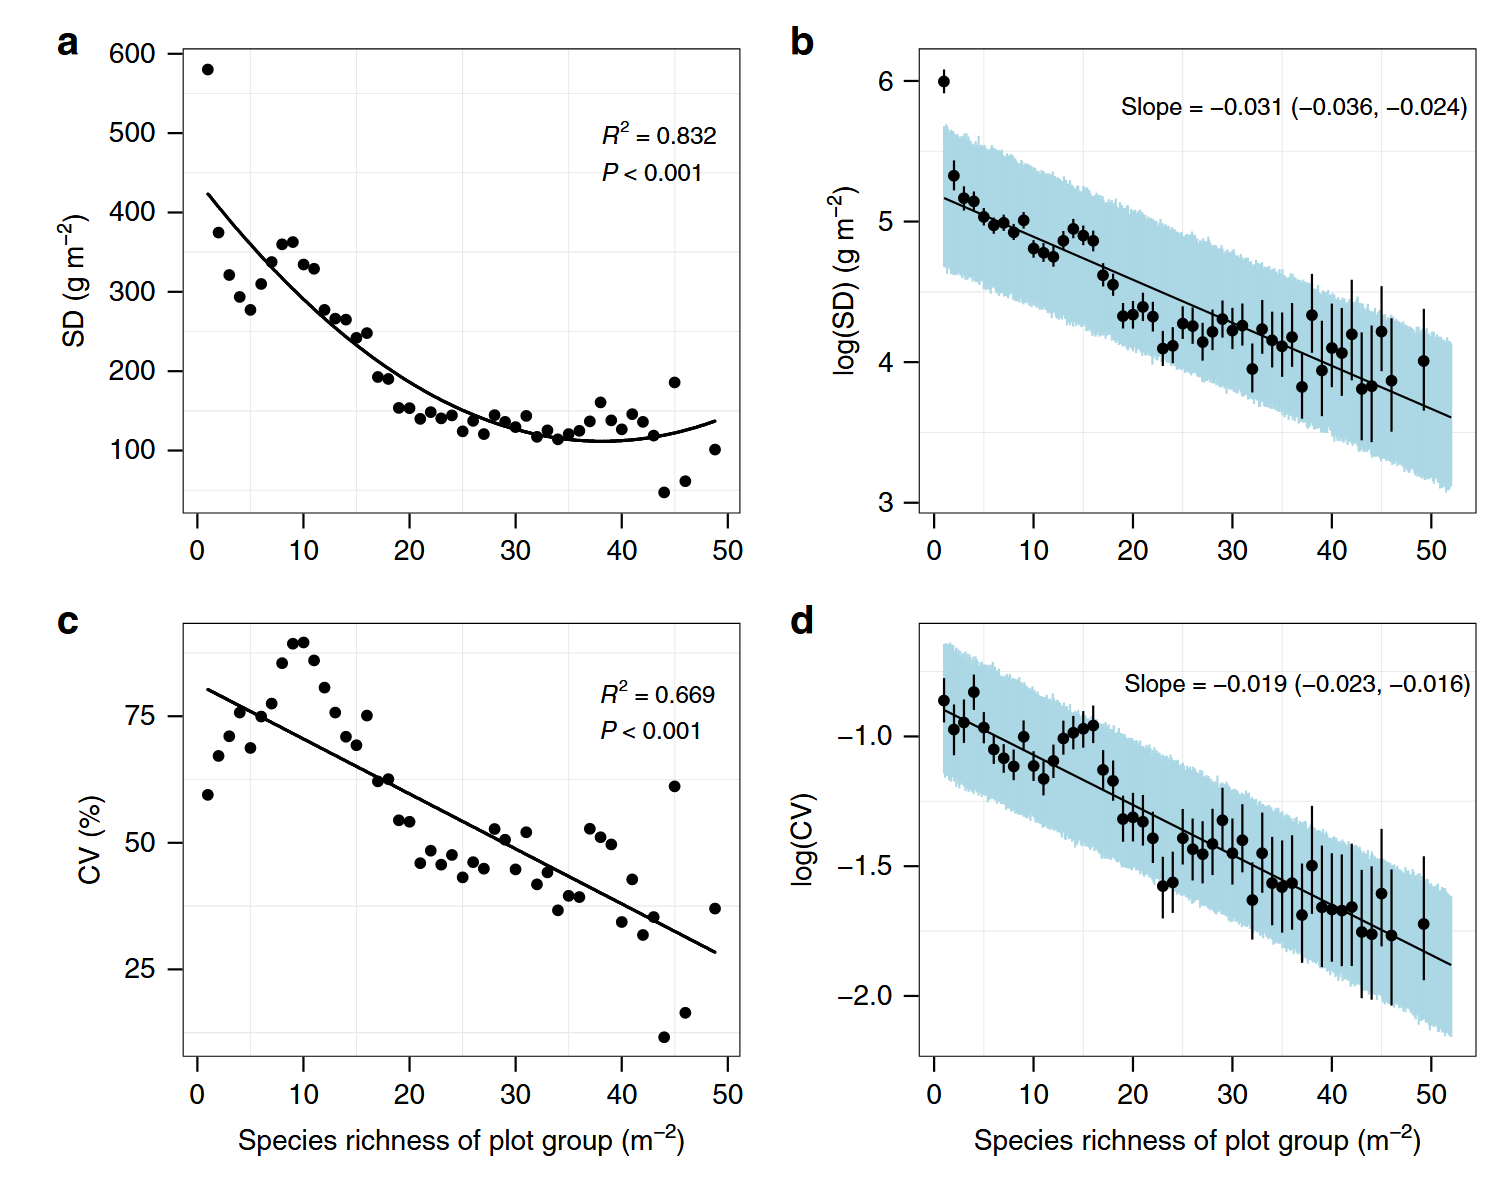 a
600
500
400
300
200
100
SD (g m⁻²)
R² = 0.832
P < 0.001
0 10 20 30 40 50
b
6
5
4
3
log(SD) (g m⁻²)
Slope = −0.031 (−0.036, −0.024)
0 10 20 30 40 50
c
75
50
25
CV (%)
R² = 0.669
P < 0.001
0 10 20 30 40 50
Species richness of plot group (m⁻²)
d
−1.0
−1.5
−2.0
log(CV)
Slope = −0.019 (−0.023, −0.016)
0 10 20 30 40 50
Species richness of plot group (m⁻²)